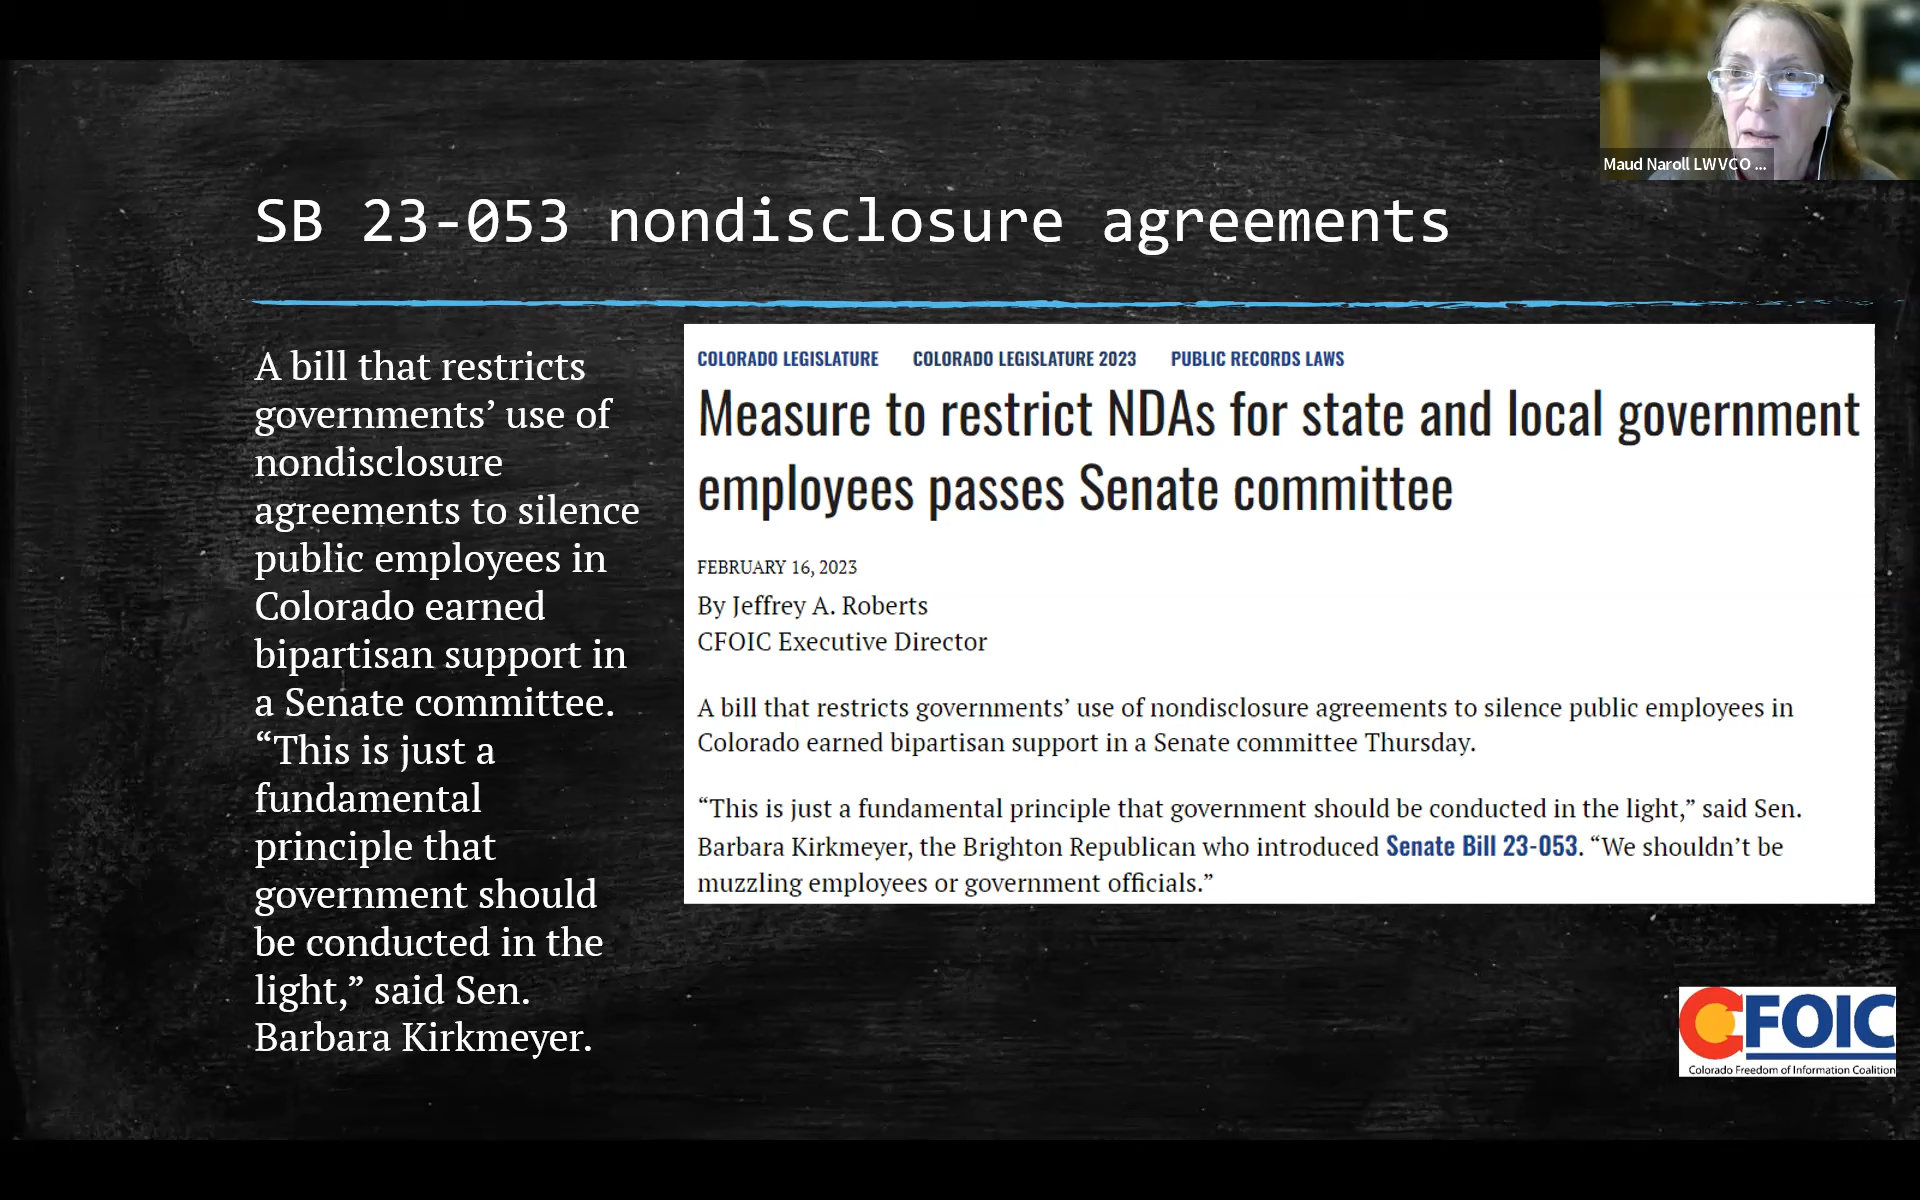 Maud Naroll LWVCO ...
SB 23-053 nondisclosure agreements
A bill that restricts
governments’ use of
nondisclosure
agreements to silence
public employees in
Colorado earned
bipartisan support in
a Senate committee.
“This is just a
fundamental
principle that
government should
be conducted in the
light,” said Sen.
Barbara Kirkmeyer.
COLORADO LEGISLATURE COLORADO LEGISLATURE 2023 PUBLIC RECORDS LAWS
Measure to restrict NDAs for state and local government
employees passes Senate committee
FEBRUARY 16, 2023
By Jeffrey A. Roberts
CFOIC Executive Director
A bill that restricts governments’ use of nondisclosure agreements to silence public employees in
Colorado earned bipartisan support in a Senate committee Thursday.
“This is just a fundamental principle that government should be conducted in the light,” said Sen.
Barbara Kirkmeyer, the Brighton Republican who introduced Senate Bill 23-053. “We shouldn’t be
muzzling employees or government officials.”
CFOIC
Colorado Freedom of Information Coalition